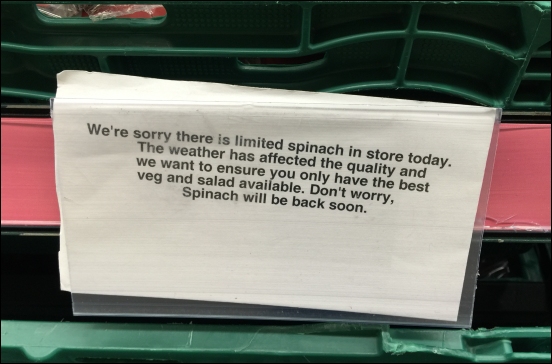 We're sorry there is limited spinach in store today.
The weather has affected the quality and
we want to ensure you only have the best
veg and salad available. Don't worry,
Spinach will be back soon.